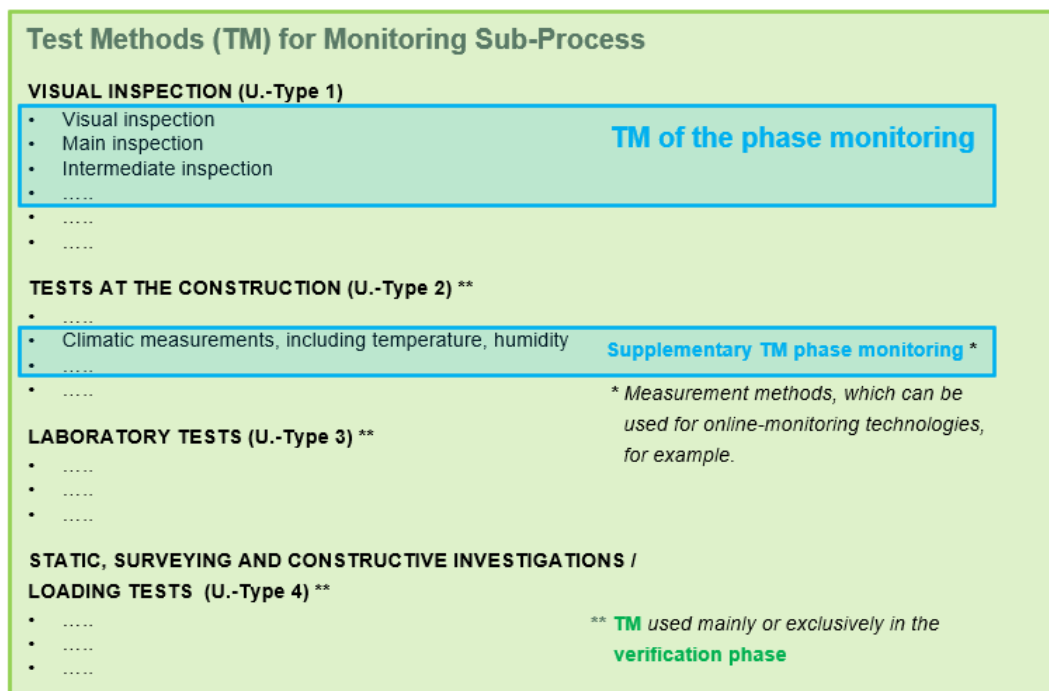 Test Methods (TM) for Monitoring Sub-Process
VISUAL INSPECTION (U.-Type 1)
• Visual inspection
• Main inspection
• Intermediate inspection
• …..
• …..
• …..
TM of the phase monitoring
TESTS AT THE CONSTRUCTION (U.-Type 2) **
• …..
• Climatic measurements, including temperature, humidity
• …..
• …..
Supplementary TM phase monitoring *
* Measurement methods, which can be
used for online-monitoring technologies,
for example.
LABORATORY TESTS (U.-Type 3) **
• …..
• …..
• …..
STATIC, SURVEYING AND CONSTRUCTIVE INVESTIGATIONS /
LOADING TESTS (U.-Type 4) **
• …..
• …..
• …..
** TM used mainly or exclusively in the
verification phase